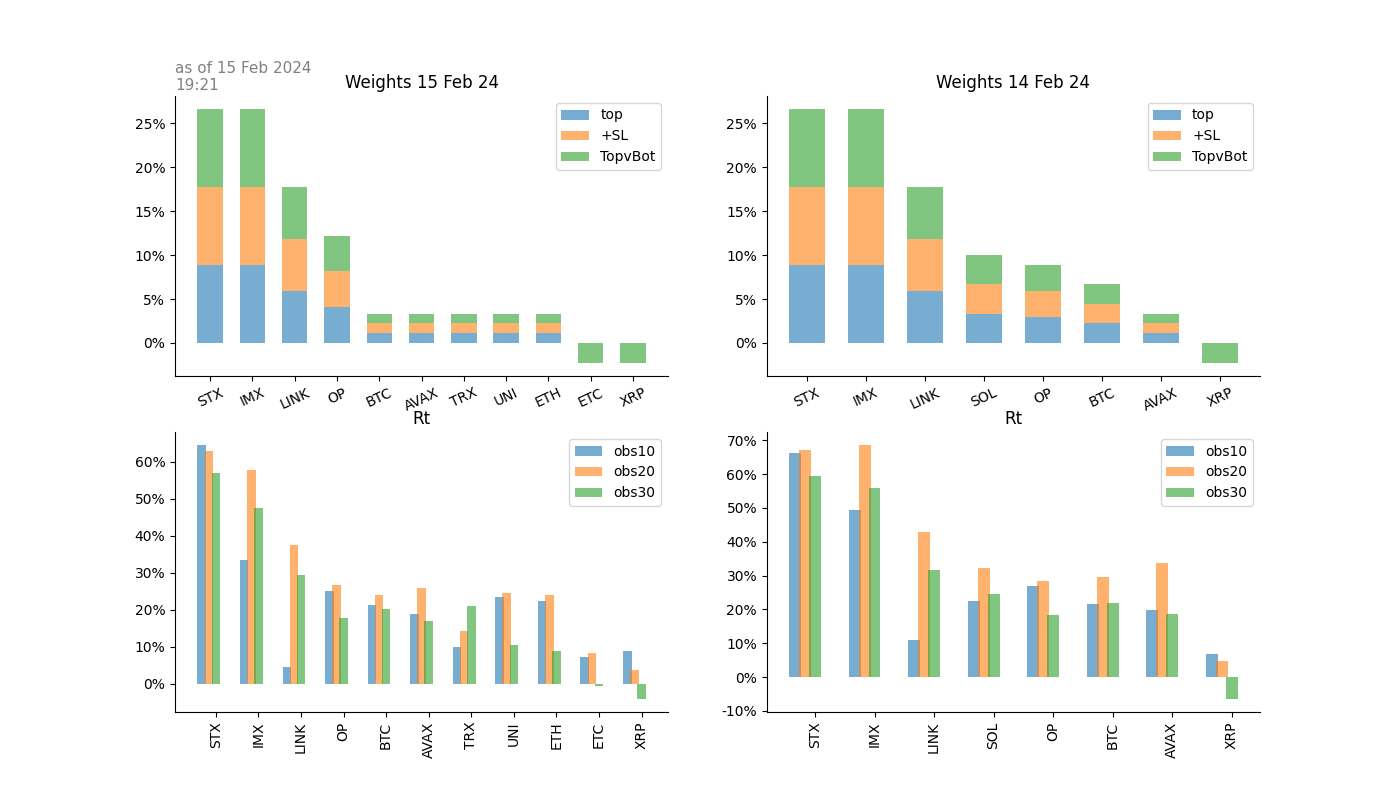 as of 15 Feb 2024
19:21
Weights 15 Feb 24
25%
20%
15%
10%
5%
0%
top
+SL
TopvBot
STX IMX LINK OP BTC AVAX TRX UNI ETH ETC XRP
Weights 14 Feb 24
25%
20%
15%
10%
5%
0%
top
+SL
TopvBot
STX IMX LINK SOL OP BTC AVAX XRP
Rt
60%
50%
40%
30%
20%
10%
0%
obs10
obs20
obs30
STX IMX LINK OP BTC AVAX TRX UNI ETH ETC XRP
Rt
70%
60%
50%
40%
30%
20%
10%
0%
-10%
obs10
obs20
obs30
STX IMX LINK SOL OP BTC AVAX XRP